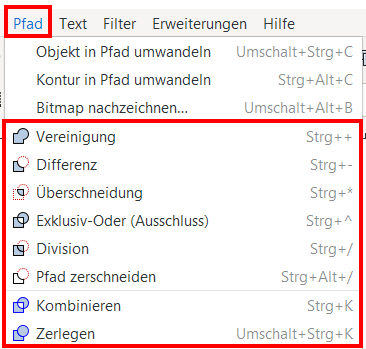 Pfad Text Filter Erweiterungen Hilfe
Objekt in Pfad umwandeln Umschalt+Strg+C
Kontur in Pfad umwandeln Strg+Alt+C
Bitmap nachzeichnen... Umschalt+Alt+B
Vereinigung Strg++
Differenz Strg+-
Überschneidung Strg+*
Exklusiv-Oder (Ausschluss) Strg+^
Division Strg+/
Pfad zerschneiden Strg+Alt+/
Kombinieren Strg+K
Zerlegen Umschalt+Strg+K